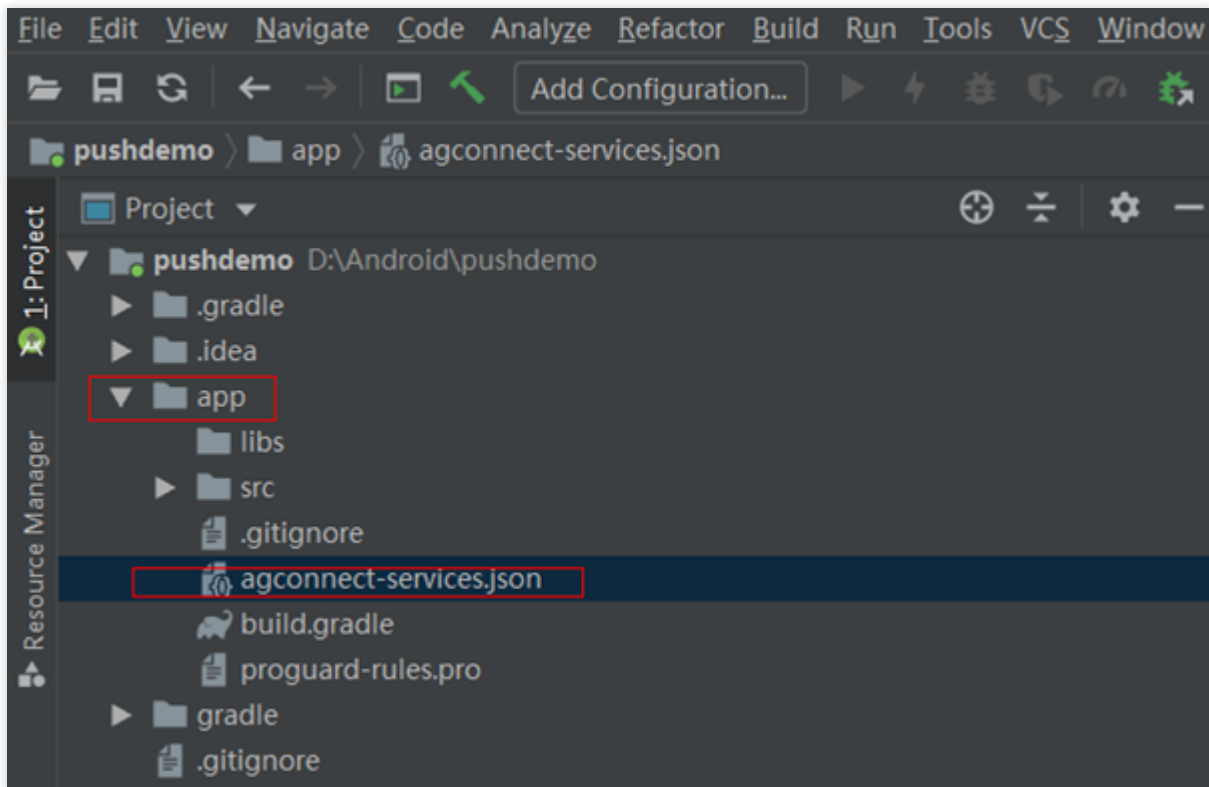 File Edit View Navigate Code Analyze Refactor Build Run Tools VCS Window
Add Configuration...
pushdemo app agconnect-services.json
Project
1: Project
pushdemo D:\Android\pushdemo
.gradle
.idea
app
libs
src
.gitignore
agconnect-services.json
build.gradle
proguard-rules.pro
gradle
.gitignore
Resource Manager